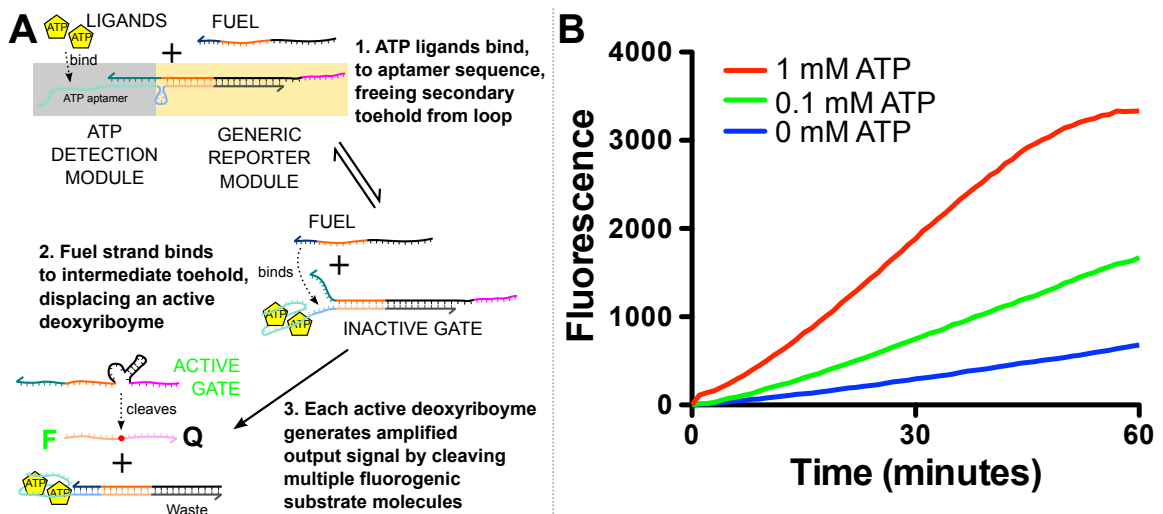 A
ATP
ATP
LIGANDS
+
FUEL
bind
ATP aptamer
ATP
DETECTION
MODULE
GENERIC
REPORTER
MODULE
1. ATP ligands bind,
to aptamer sequence,
freeing secondary
toehold from loop
2. Fuel strand binds
to intermediate toehold,
displacing an active
deoxyriboyme
FUEL
binds
+
ATP
ATP
INACTIVE GATE
ACTIVE
GATE
cleaves
F
Q
+
ATP
ATP
Waste
3. Each active deoxyriboyme
generates amplified
output signal by cleaving
multiple fluorogenic
substrate molecules
B
Fluorescence
4000
3000
2000
1000
0
1 mM ATP
0.1 mM ATP
0 mM ATP
0
30
60
Time (minutes)